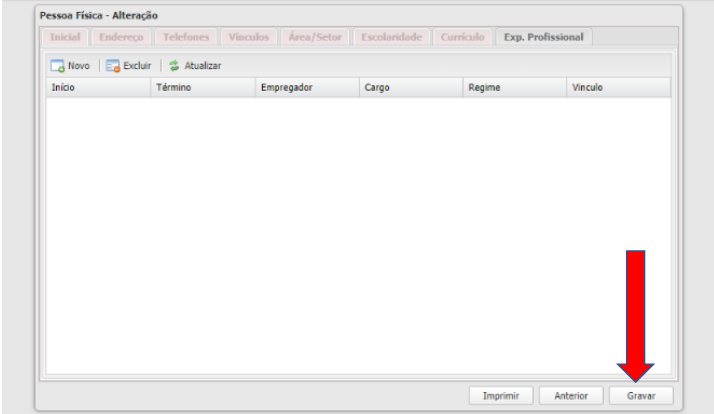 Pessoa Física - Alteração
Inicial Endereço Telefones Vínculos Área/Setor Escolaridade Currículo Exp. Profissional
Novo Excluir Atualizar
Início Término Empregador Cargo Regime Vinculo
Imprimir Anterior Gravar